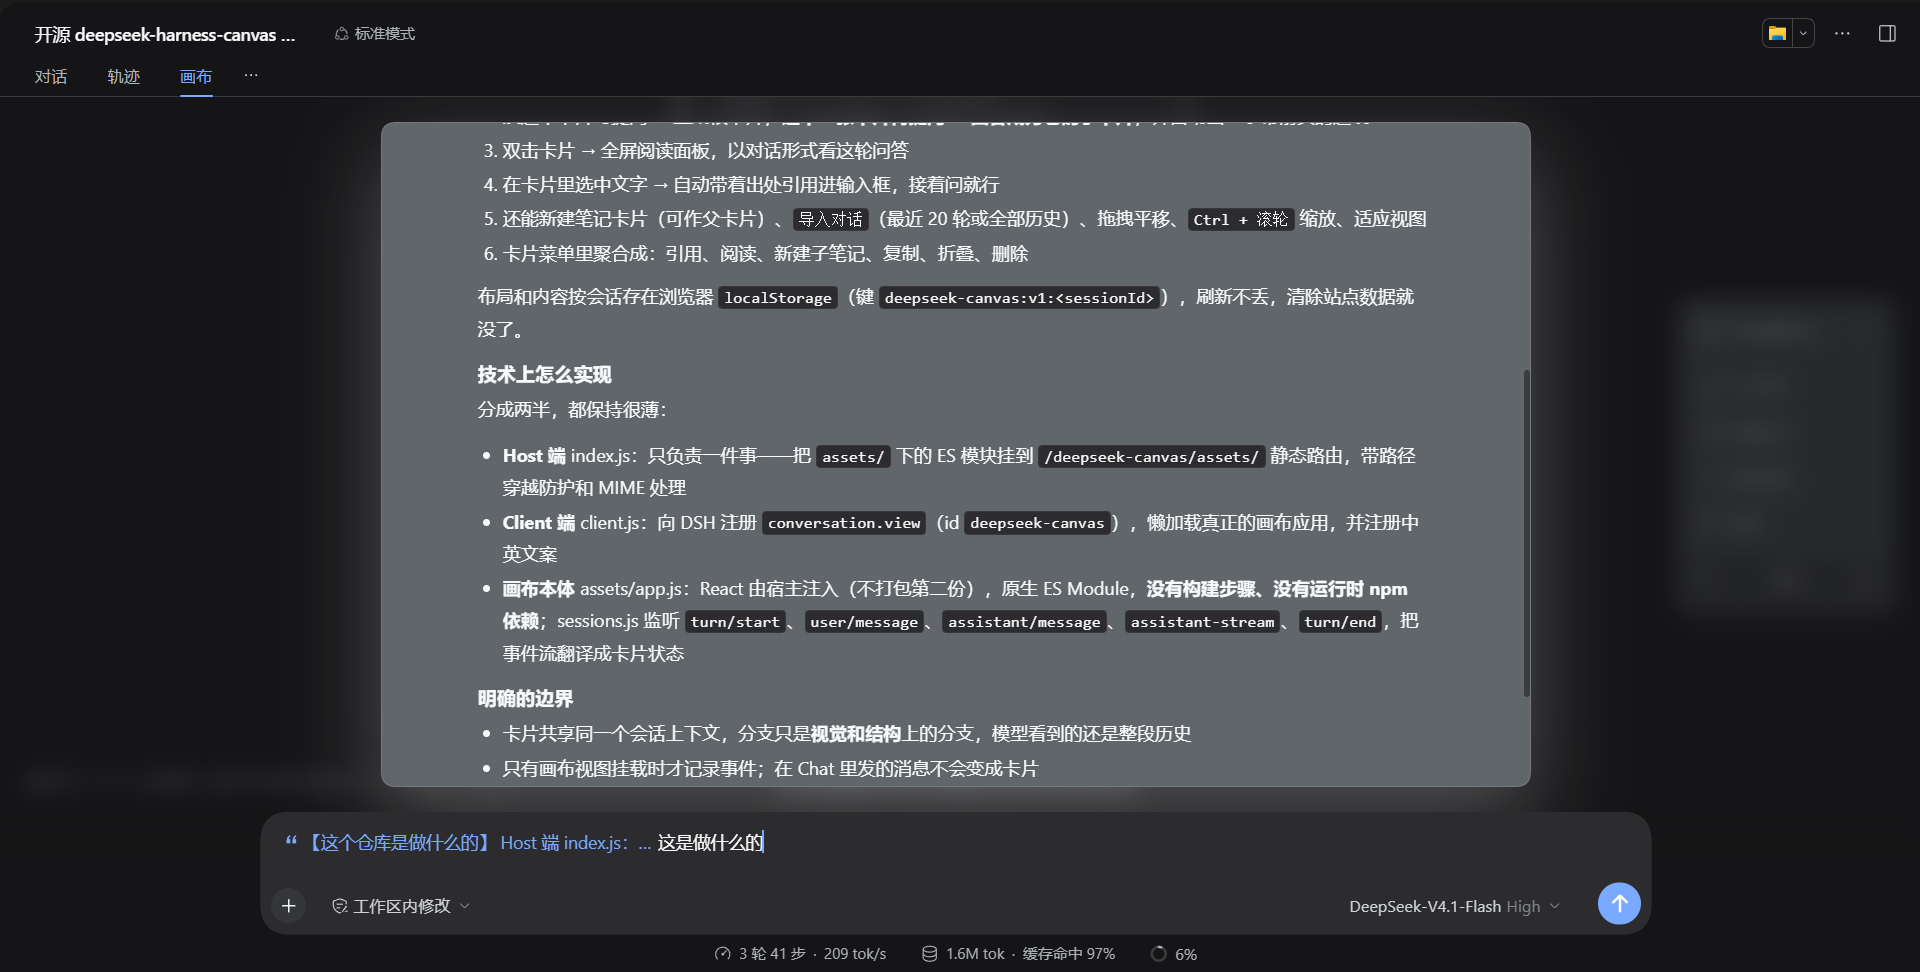 开源 deepseek-harness-canvas ...
标准模式
对话
轨迹
画布
...
3. 双击卡片 → 全屏阅读面板，以对话形式看这轮问答
4. 在卡片里选中文字 → 自动带着出处引用进输入框，接着问就行
5. 还能新建笔记卡片（可作父卡片）、导入对话（最近 20 轮或全部历史）、拖拽平移、Ctrl + 滚轮 缩放、适应视图
6. 卡片菜单里聚合成：引用、阅读、新建子笔记、复制、折叠、删除
布局和内容按会话存在浏览器 localStorage（键 deepseek-canvas:v1:<sessionId>），刷新不丢，清除站点数据就
没了。
技术上怎么实现
分成两半，都保持很薄：
• Host 端 index.js：只负责一件事——把 assets/ 下的 ES 模块挂到 /deepseek-canvas/assets/ 静态路由，带路径
穿越防护和 MIME 处理
• Client 端 client.js：向 DSH 注册 conversation.view（id deepseek-canvas），懒加载真正的画布应用，并注册中
英文案
• 画布本体 assets/app.js：React 由宿主注入（不打包第二份），原生 ES Module，没有构建步骤、没有运行时 npm
依赖；sessions.js 监听 turn/start、user/message、assistant/message、assistant-stream、turn/end，把
事件流翻译成卡片状态
明确的边界
• 卡片共享同一个会话上下文，分支只是视觉和结构上的分支，模型看到的还是整段历史
• 只有画布视图挂载时才记录事件；在 Chat 里发的消息不会变成卡片
“【这个仓库是做什么的】 Host 端 index.js：... 这是做什么的
工作区内修改
DeepSeek-V4.1-Flash High
3 轮 41 步 · 209 tok/s
1.6M tok · 缓存命中 97%
6%